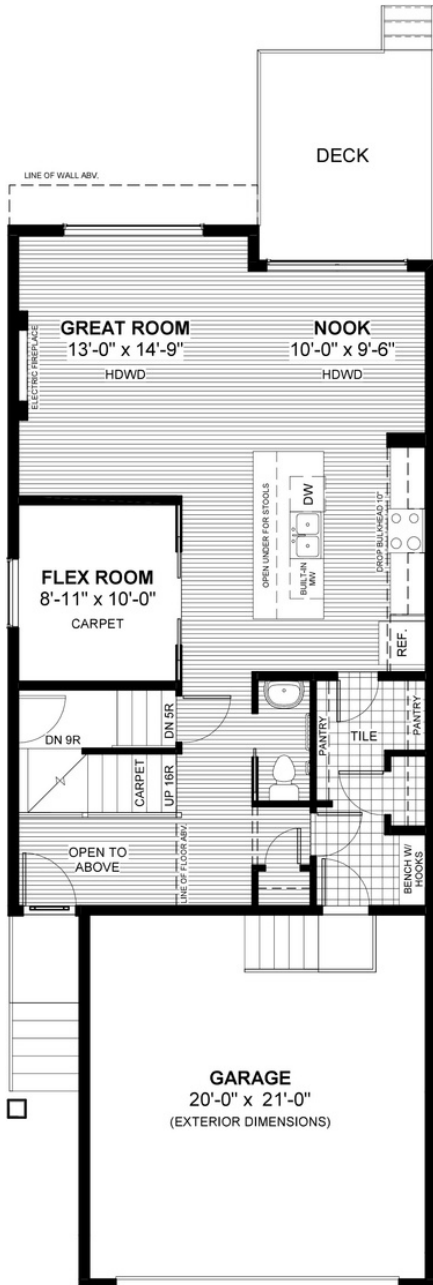 DECK
LINE OF WALL ABV.
GREAT ROOM
13'-0" x 14'-9"
HDWD
NOOK
10'-0" x 9'-6"
HDWD
ELECTRIC FIREPLACE
OPEN UNDER FOR STOOLS
DW
BUILT-IN
MW
DROP BULKHEAD 10"
REF.
FLEX ROOM
8'-11" x 10'-0"
CARPET
DN 9R
DN 5R
CARPET
UP 16R
PANTRY
TILE
PANTRY
OPEN TO
ABOVE
LINE OF FLOOR ABV.
BENCH W/
HOOKS
GARAGE
20'-0" x 21'-0"
(EXTERIOR DIMENSIONS)